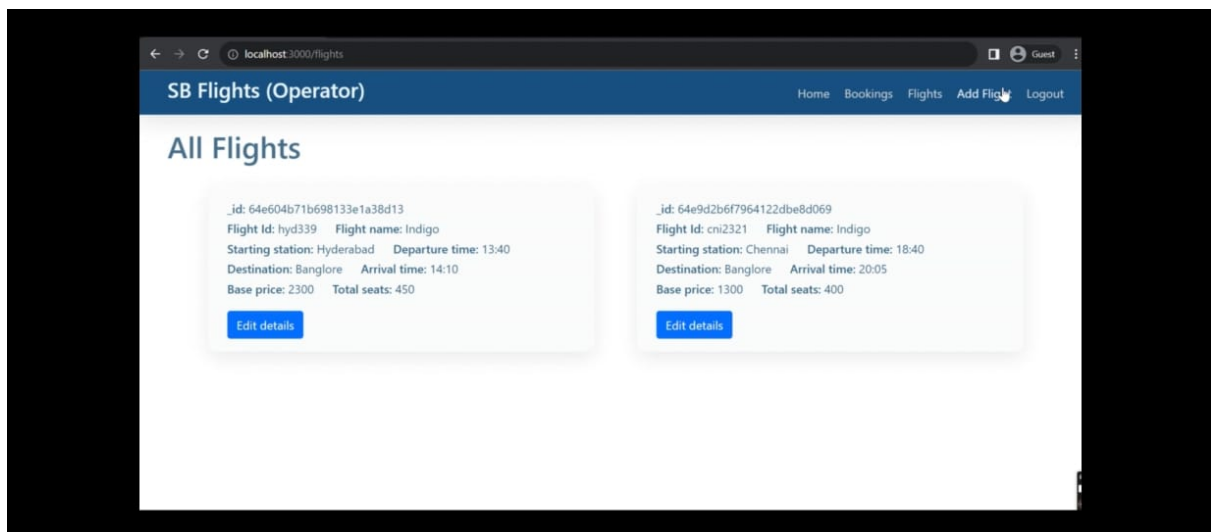 localhost:3000/flights
Guest
SB Flights (Operator)
Home Bookings Flights Add Flight Logout
All Flights
_id: 64e604b71b698133e1a38d13
Flight Id: hyd339 Flight name: Indigo
Starting station: Hyderabad Departure time: 13:40
Destination: Banglore Arrival time: 14:10
Base price: 2300 Total seats: 450
Edit details
_id: 64e9d2b6f7964122dbe8d069
Flight Id: cni2321 Flight name: Indigo
Starting station: Chennai Departure time: 18:40
Destination: Banglore Arrival time: 20:05
Base price: 1300 Total seats: 400
Edit details